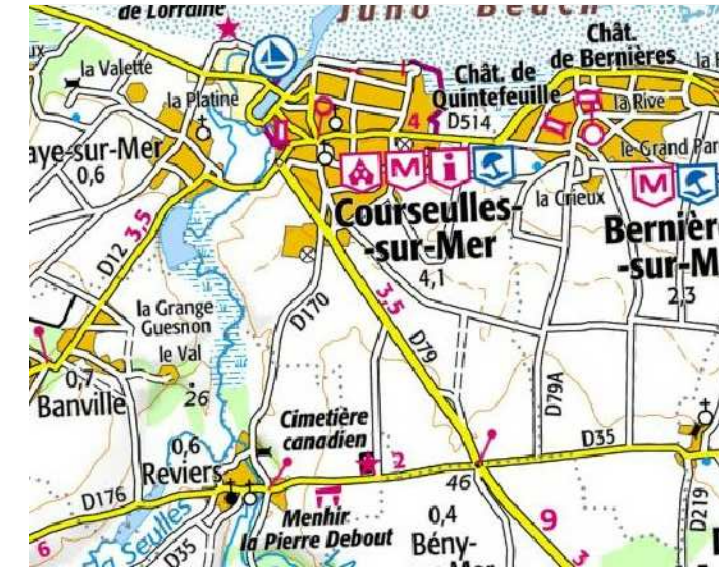 de Lorraine
Juno Beach
Chât.
de Bernières
la Valette
Chât. de
Quintefeuille
la Platine
la Rive
4
D514
aye-sur-Mer
0,6
le Grand Par
M
i
M
la Crieux
Courseulles-
-sur-Mer
Bernièr
-sur-M
4,1
2,3
D12
3,5
la Grange
Guesnon
le Val
D170
3,5
D79
D79A
0,7
Banville
26
Cimetière
canadien
0,6
Reviers
2
D35
46
D176
Menhir
la Pierre Debout
0,4
Bény-
9
D219
6
la Seulles
D35
3